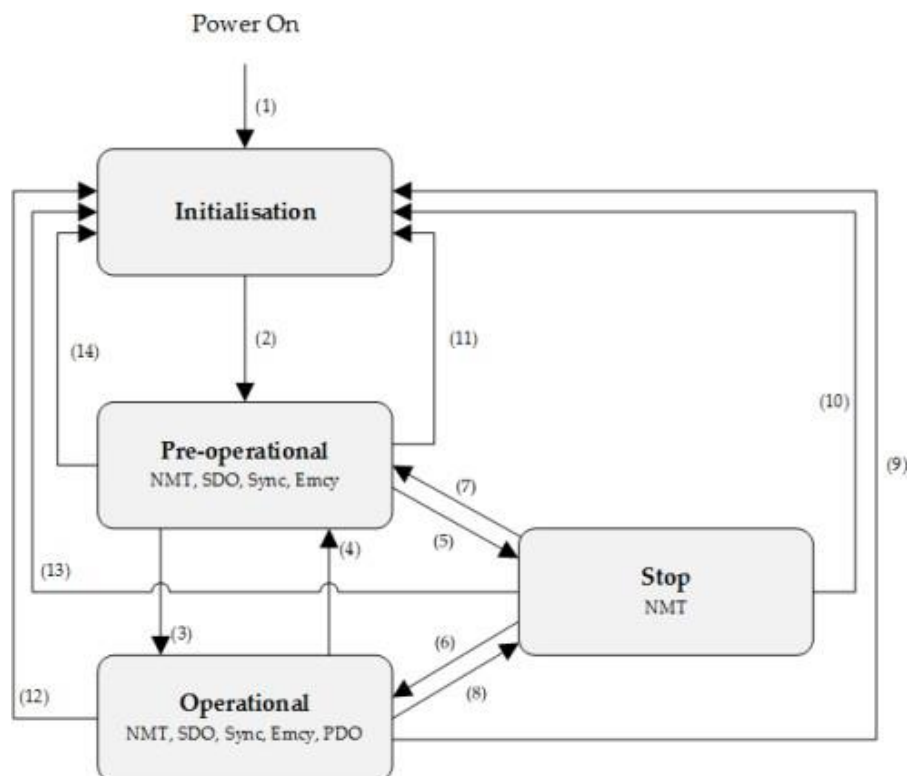 Power On
(1)
Initialisation
(2)
(11)
(14)
(10)
Pre-operational
NMT, SDO, Sync, Emcy
(9)
(7)
(5)
(4)
(13)
Stop
NMT
(3)
(6)
(8)
(12)
Operational
NMT, SDO, Sync, Emcy, PDO